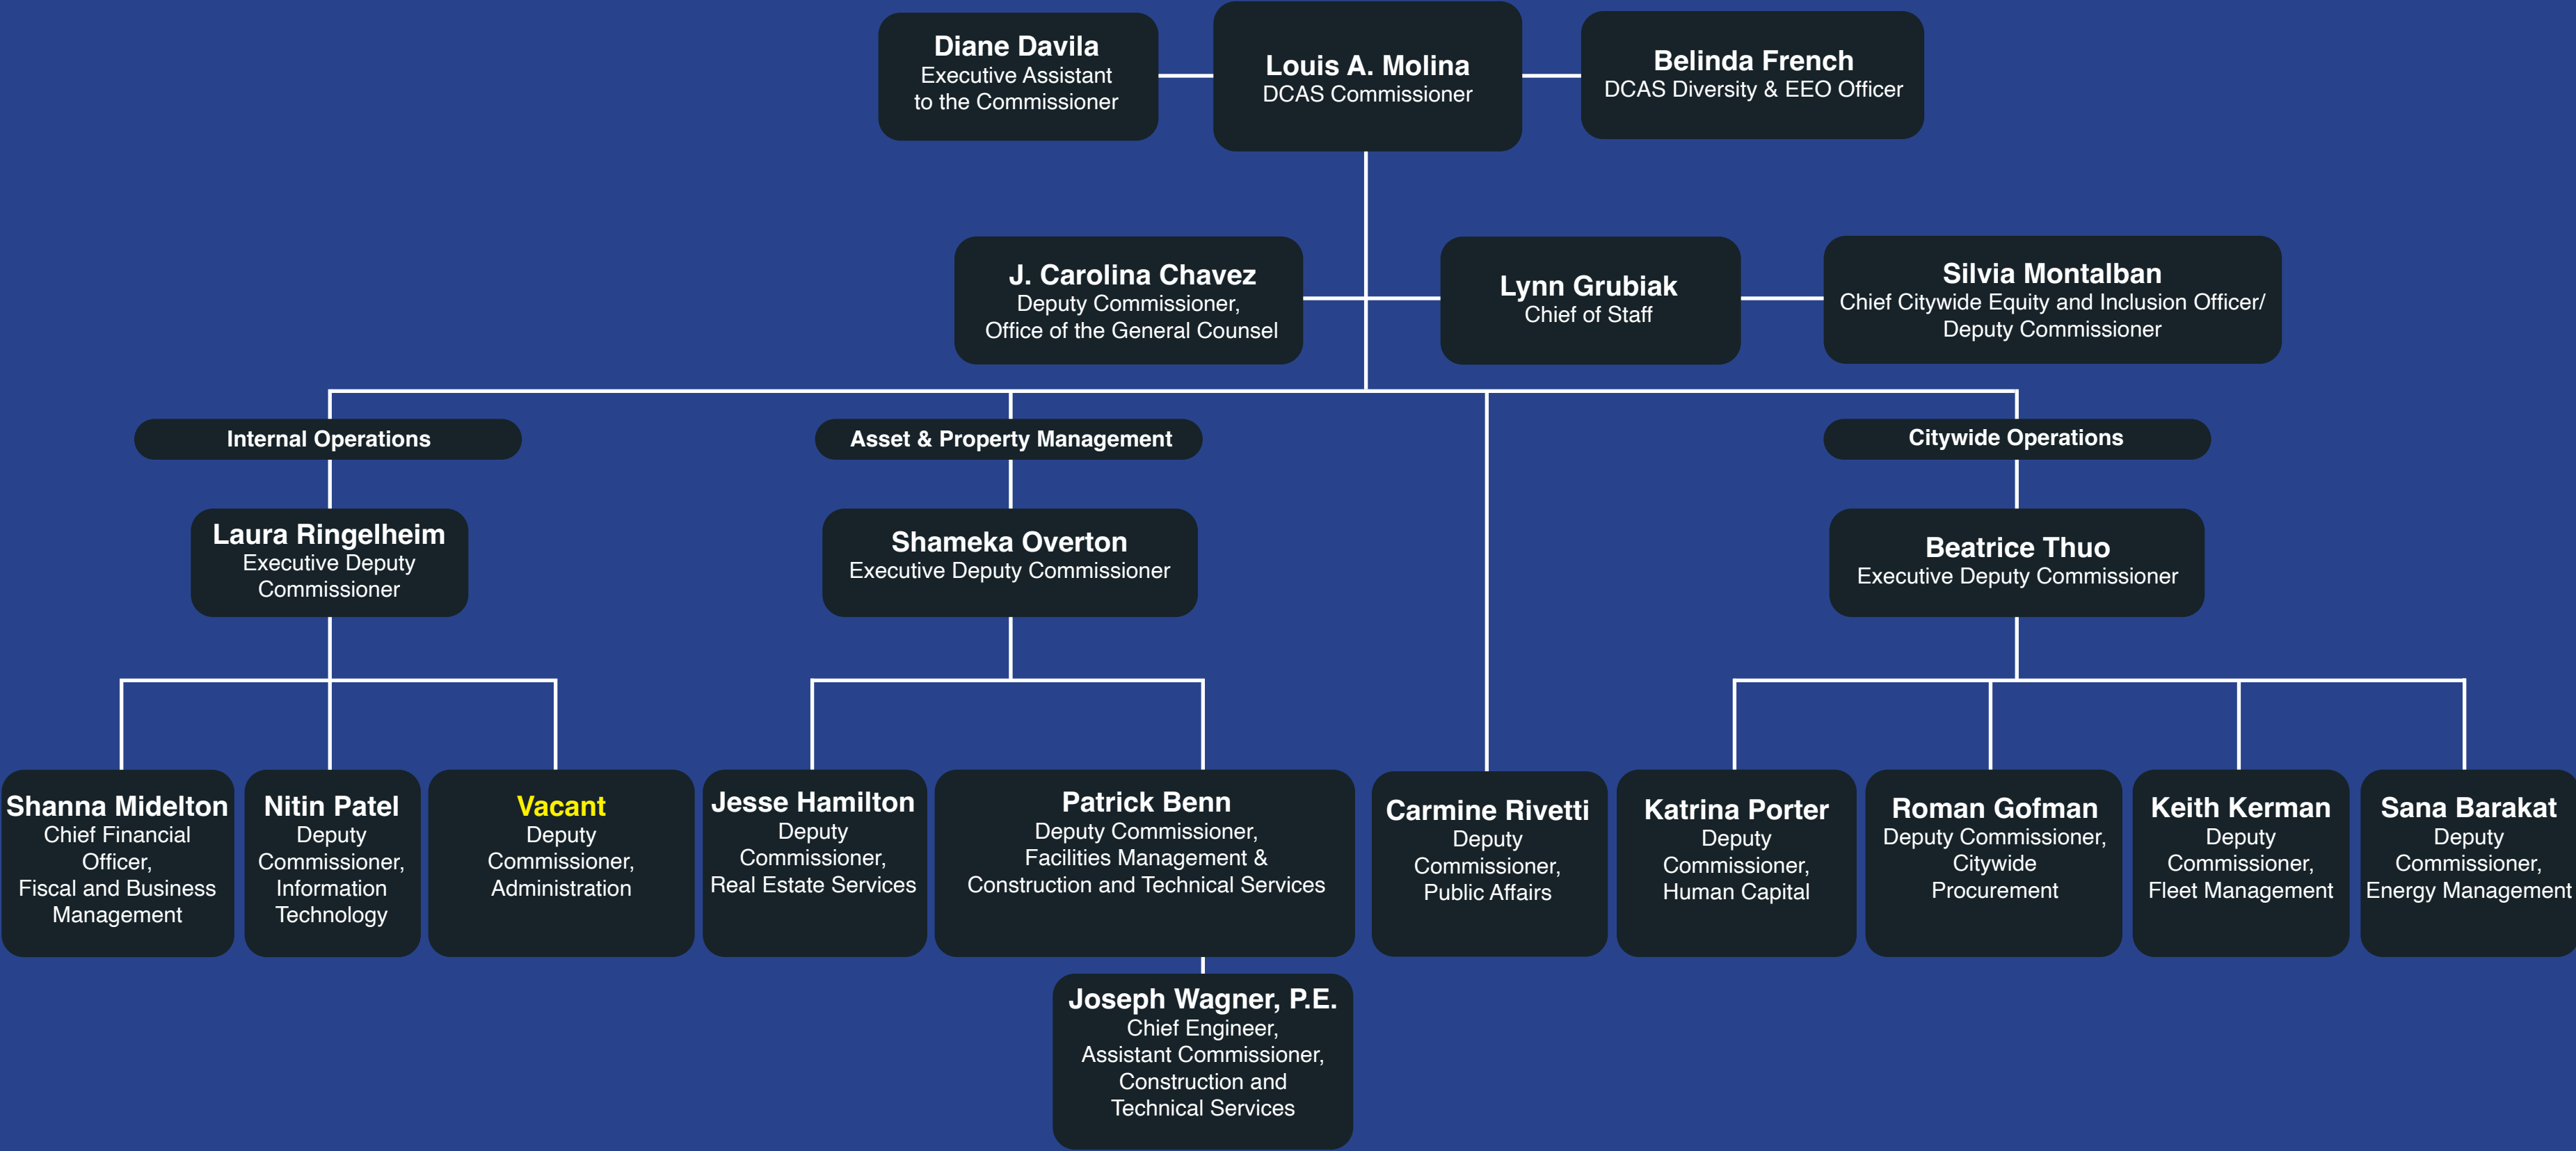 Diane Davila
Executive Assistant
to the Commissioner
Louis A. Molina
DCAS Commissioner
Belinda French
DCAS Diversity & EEO Officer
J. Carolina Chavez
Deputy Commissioner,
Office of the General Counsel
Lynn Grubiak
Chief of Staff
Silvia Montalban
Chief Citywide Equity and Inclusion Officer/
Deputy Commissioner
Internal Operations
Asset & Property Management
Citywide Operations
Laura Ringelheim
Executive Deputy
Commissioner
Shameka Overton
Executive Deputy Commissioner
Beatrice Thuo
Executive Deputy Commissioner
Shanna Midelton
Chief Financial
Officer,
Fiscal and Business
Management
Nitin Patel
Deputy
Commissioner,
Information
Technology
Vacant
Deputy
Commissioner,
Administration
Jesse Hamilton
Deputy
Commissioner,
Real Estate Services
Patrick Benn
Deputy Commissioner,
Facilities Management &
Construction and Technical Services
Carmine Rivetti
Deputy
Commissioner,
Public Affairs
Katrina Porter
Deputy
Commissioner,
Human Capital
Roman Gofman
Deputy Commissioner,
Citywide
Procurement
Keith Kerman
Deputy
Commissioner,
Fleet Management
Sana Barakat
Deputy
Commissioner,
Energy Management
Joseph Wagner, P.E.
Chief Engineer,
Assistant Commissioner,
Construction and
Technical Services